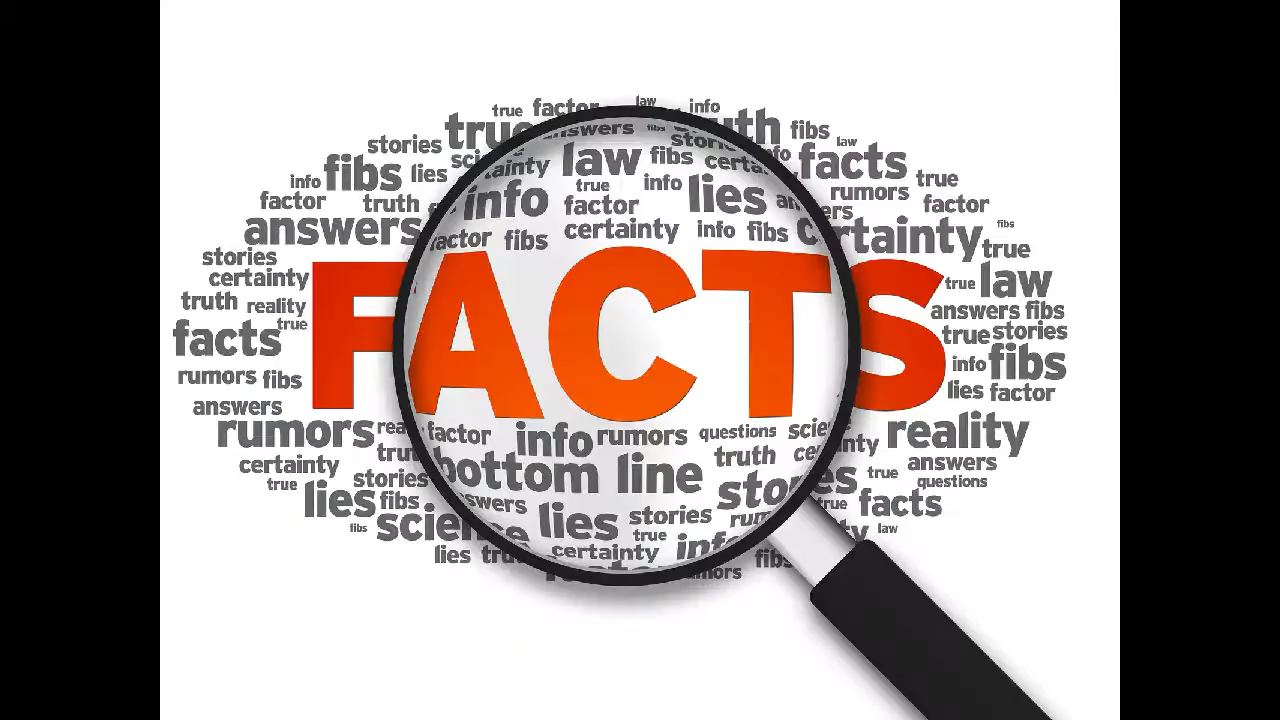 true factor law info
stories true answers fibs truth fibs law
info fibs lies law fibs stories certainty info facts
factor truth info true info lies rumors true
answers factor factor
factor fibs certainty info fibs certainty fibs
stories true
certainty FACTS true law
truth reality answers fibs
facts true true stories
rumors fibs info fibs
answers lies factor
rumors factor info rumors questions reality
certainty truth answers
true stories bottom line true questions
lies fibs answers stories true facts
fibs science lies stories law
lies certainty info fibs
rumors